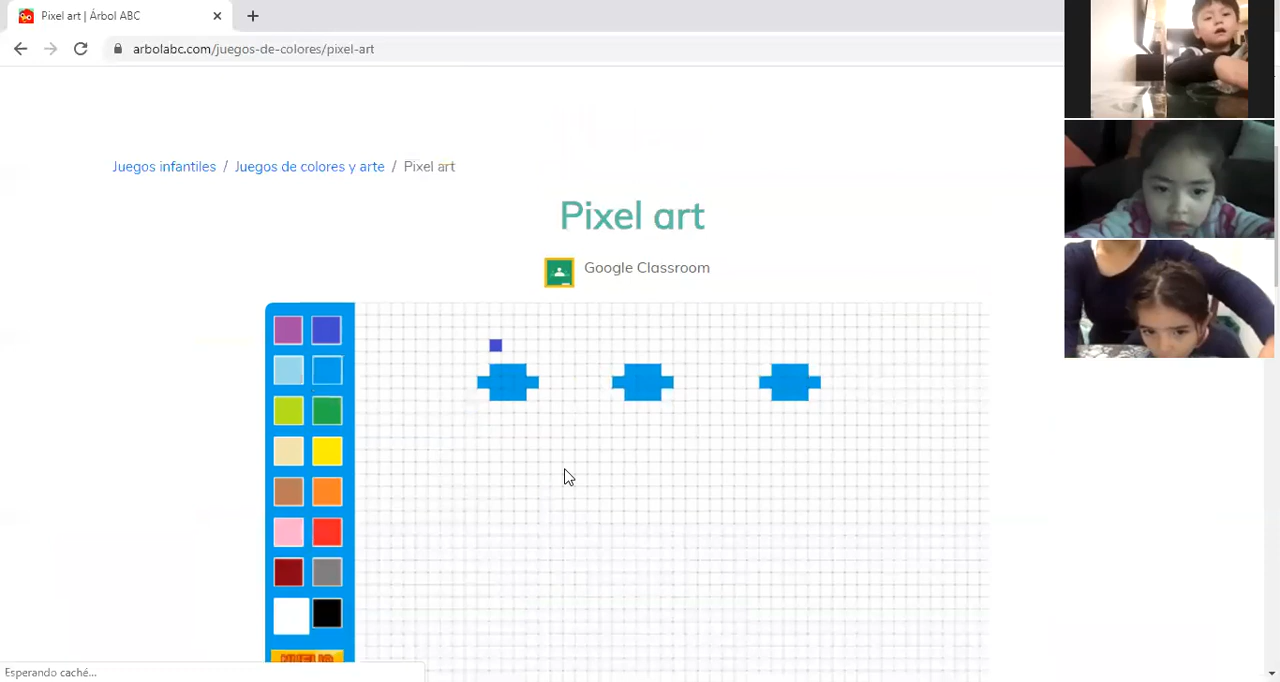 Pixel art | Árbol ABC
arbolabc.com/juegos-de-colores/pixel-art
Juegos infantiles / Juegos de colores y arte / Pixel art
Pixel art
Google Classroom
Esperando caché...